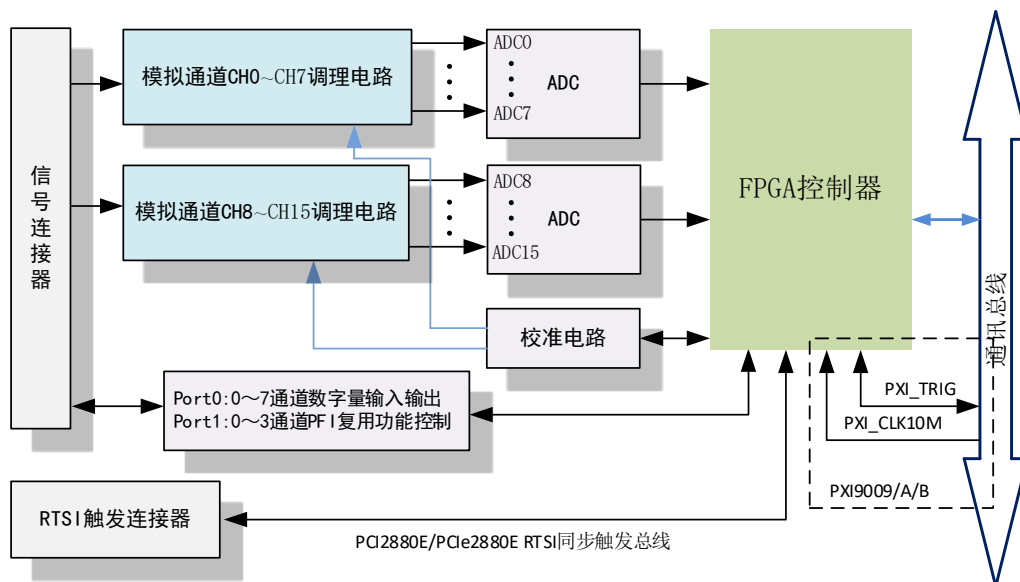 信号连接器
模拟通道CH0~CH7调理电路
ADC0
ADC7
ADC
模拟通道CH8~CH15调理电路
ADC8
ADC15
ADC
FPGA控制器
通讯总线
校准电路
Port0:0～7通道数字量输入输出
Port1:0～3通道PFI复用功能控制
PXI_TRIG
PXI_CLK10M
PXI9009/A/B
RTSI触发连接器
PCI2880E/PCIe2880E RTSI同步触发总线